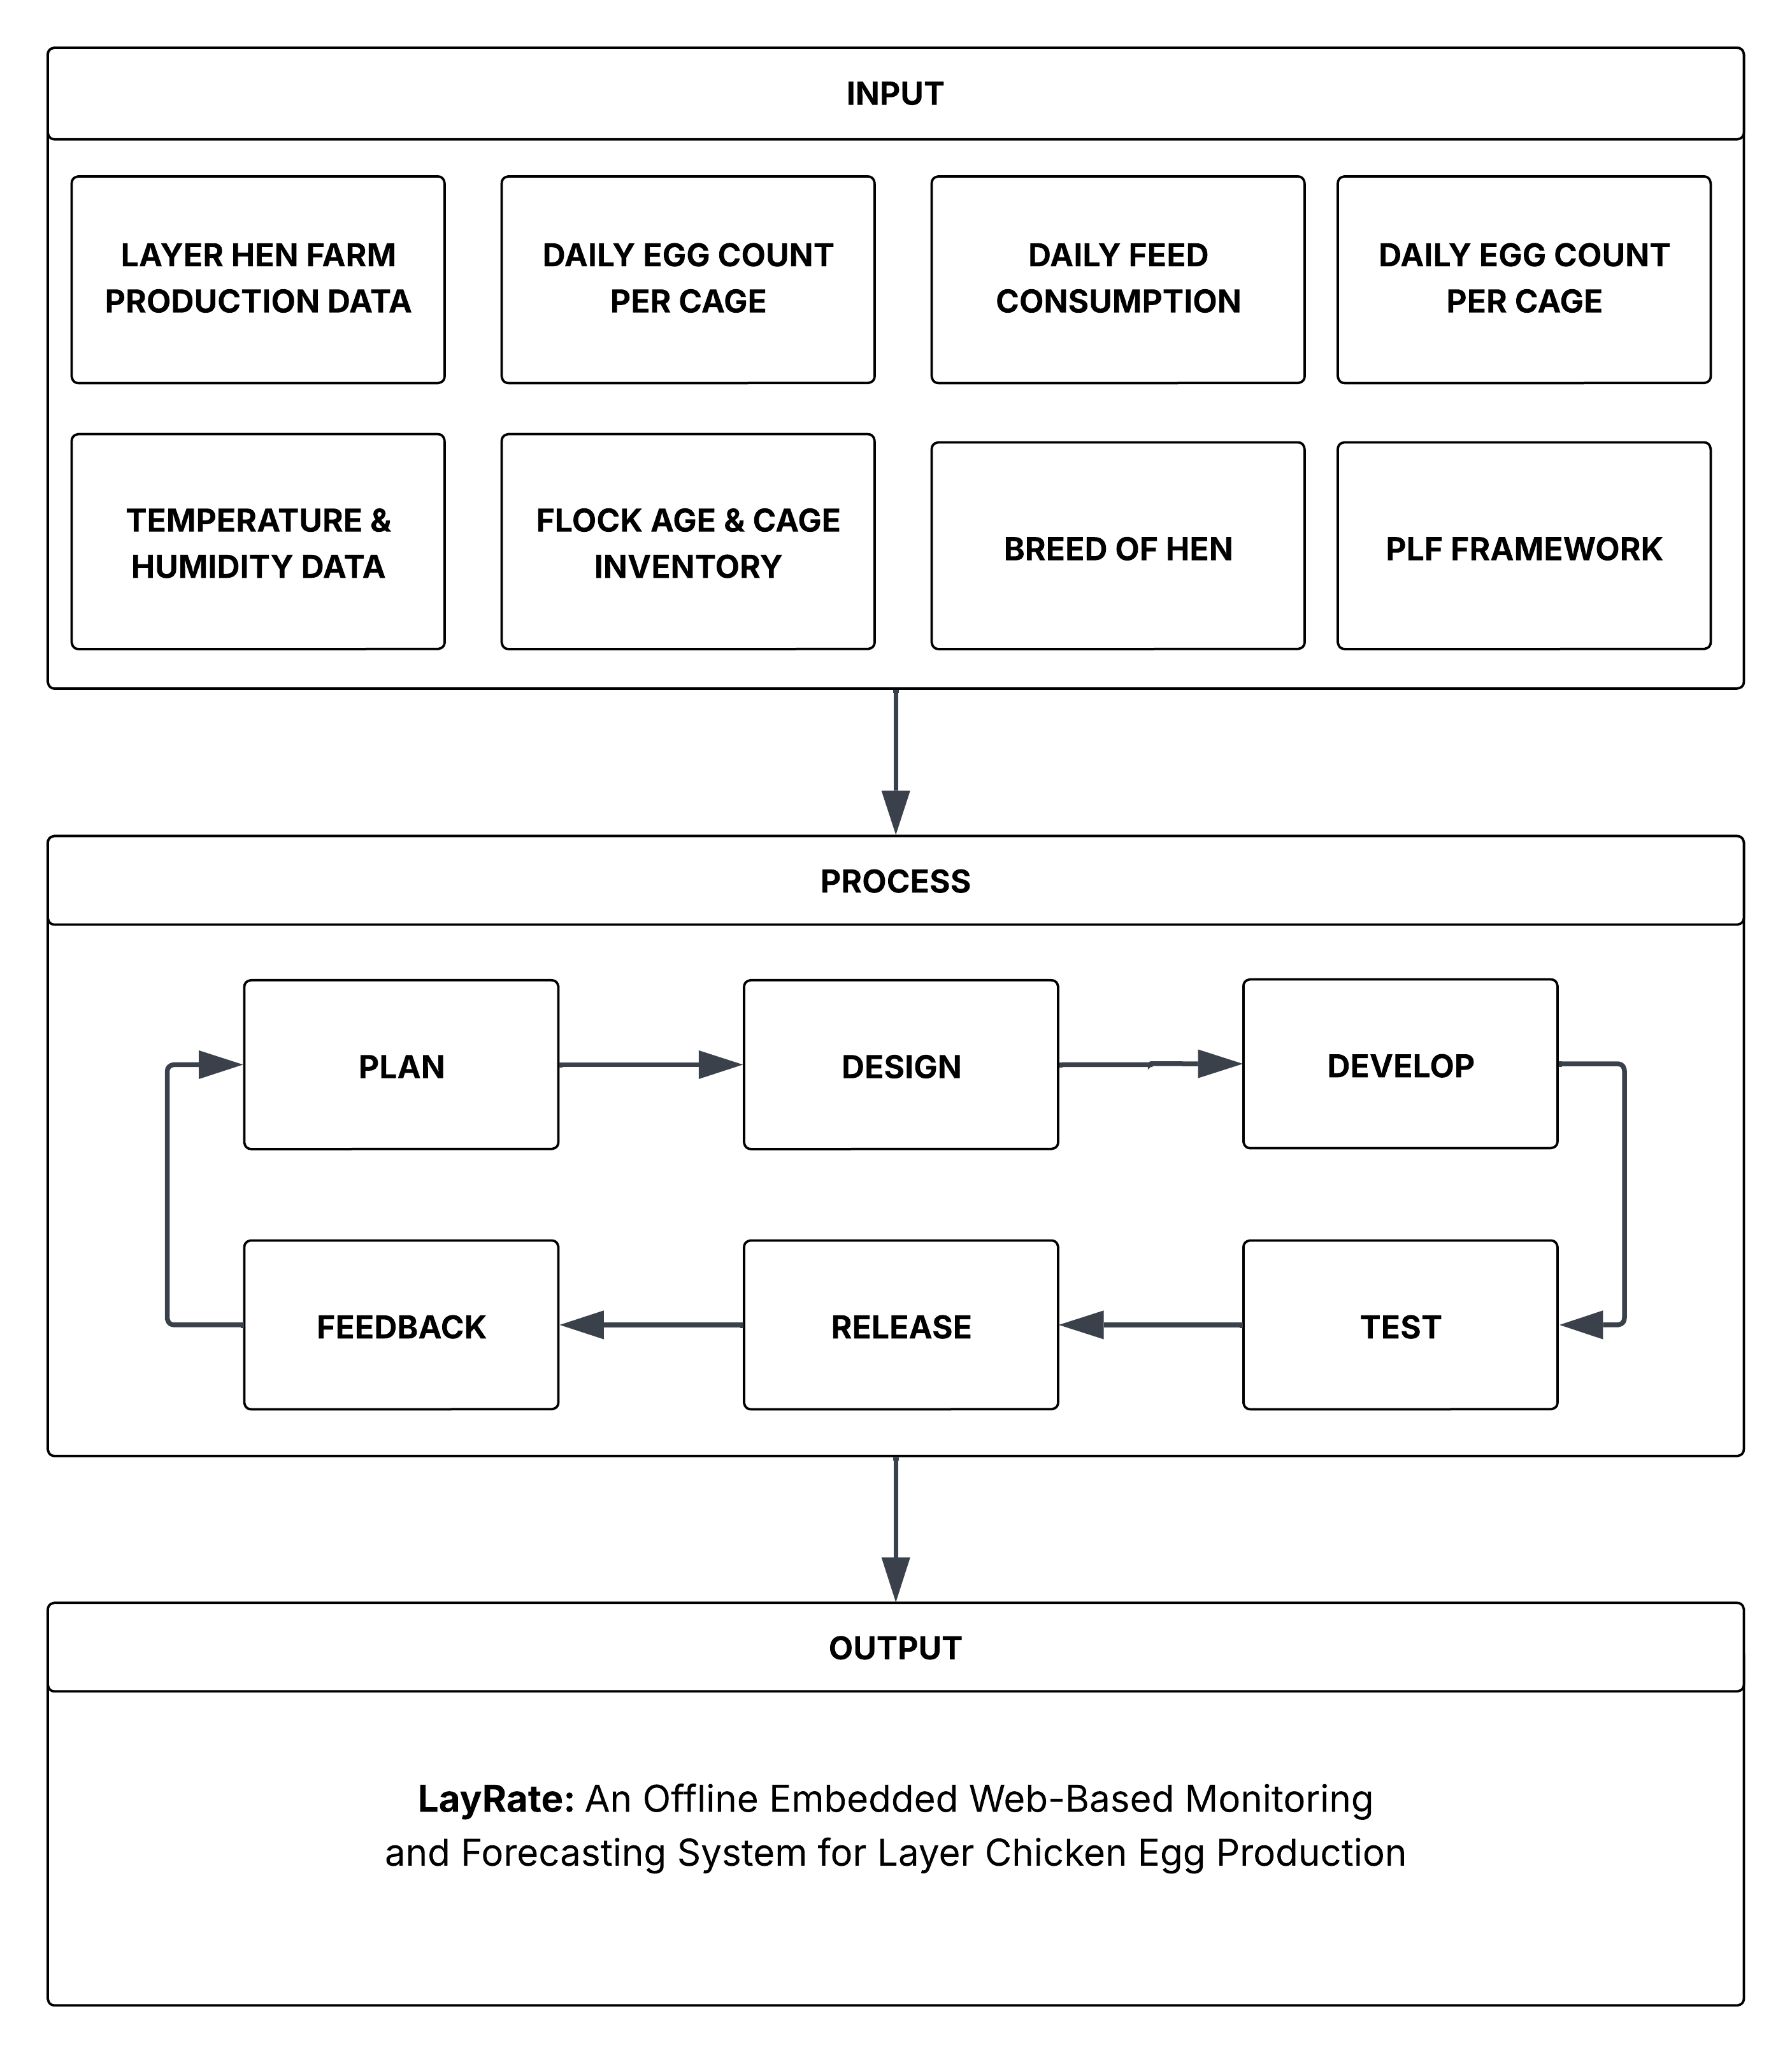 INPUT
LAYER HEN FARM
PRODUCTION DATA
DAILY EGG COUNT
PER CAGE
DAILY FEED
CONSUMPTION
DAILY EGG COUNT
PER CAGE
TEMPERATURE &
HUMIDITY DATA
FLOCK AGE & CAGE
INVENTORY
BREED OF HEN
PLF FRAMEWORK
PROCESS
PLAN
DESIGN
DEVELOP
FEEDBACK
RELEASE
TEST
OUTPUT
LayRate: An Offline Embedded Web-Based Monitoring
and Forecasting System for Layer Chicken Egg Production